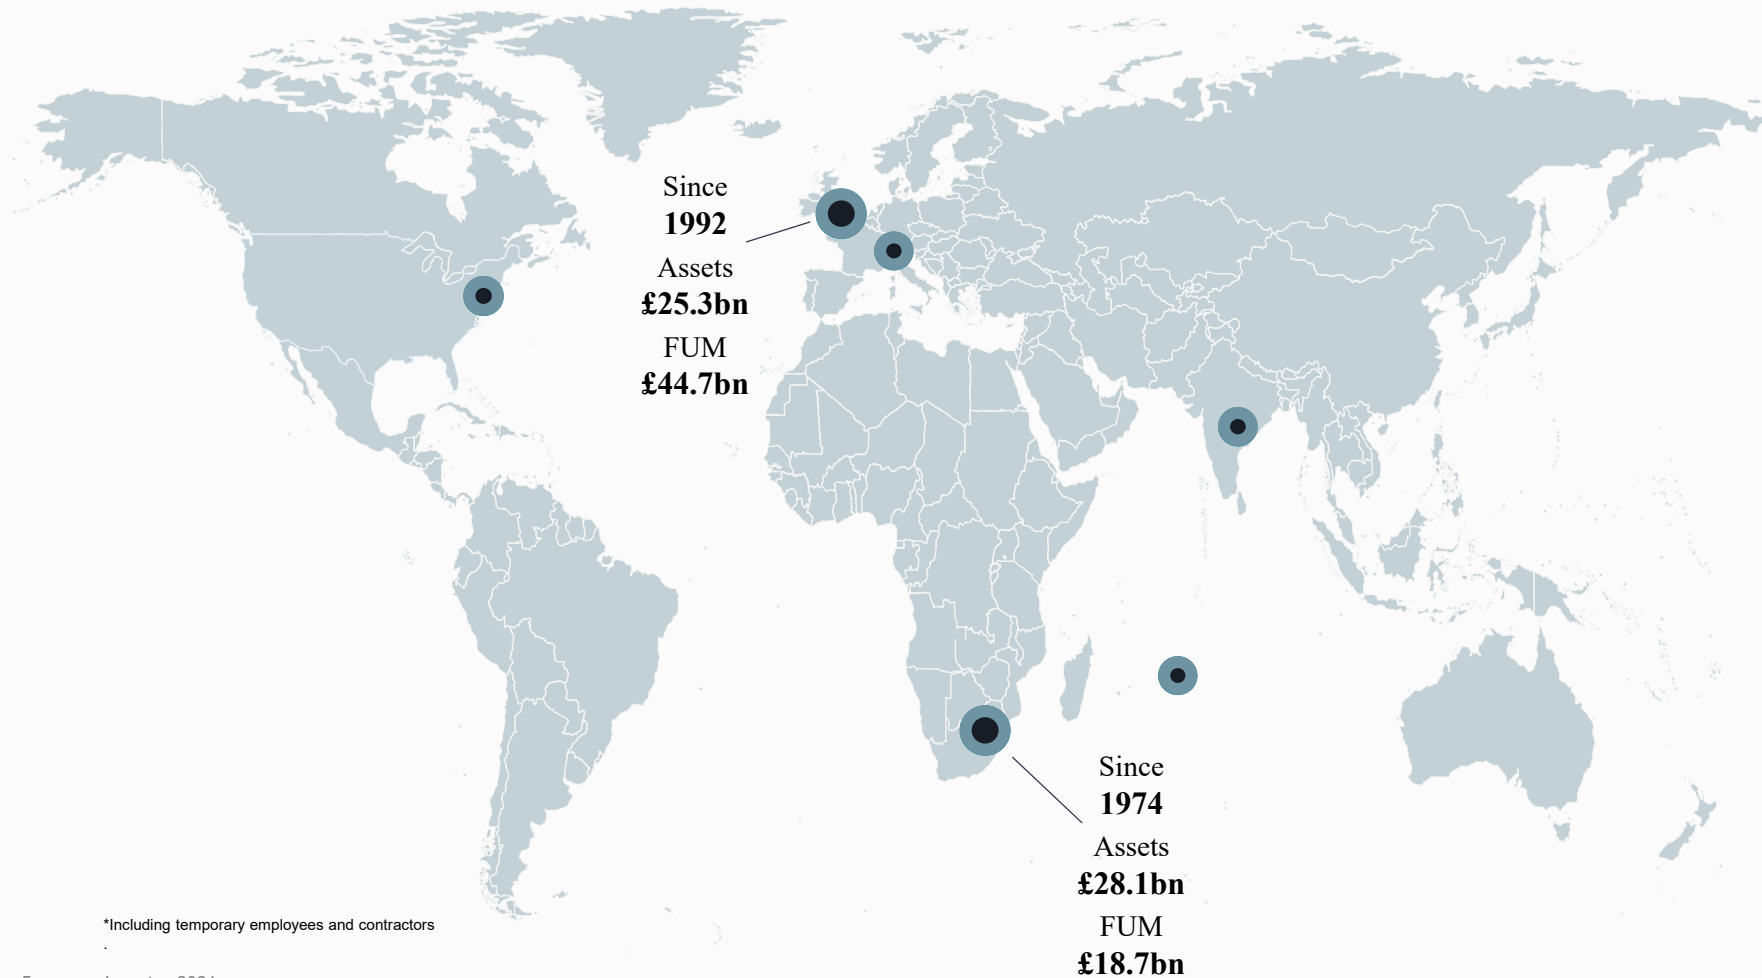 Since
1992
Assets
£25.3bn
FUM
£44.7bn
Since
1974
Assets
£28.1bn
FUM
£18.7bn
*Including temporary employees and contractors
.